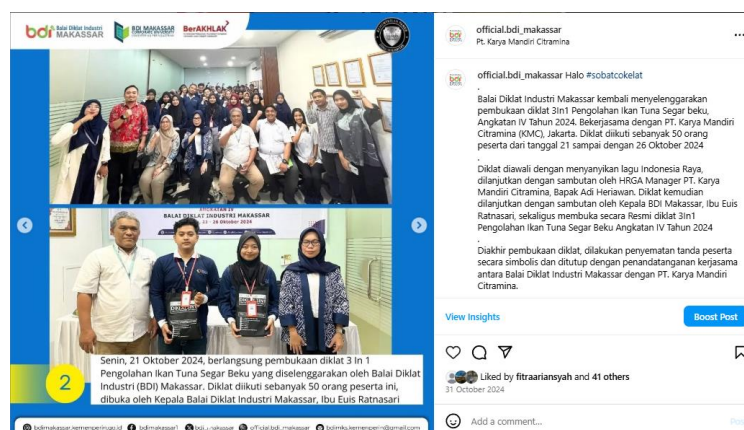 bdi Balai Diklat Industri
MAKASSAR
BDI MAKASSAR
BerAKHLAK
BALAI DIKLAT INDUSTRI MAKASSAR
2
Senin, 21 Oktober 2024, berlangsung pembukaan diklat 3 In 1
Pengolahan Ikan Tuna Segar Beku yang diselenggarakan oleh Balai Diklat
Industri (BDI) Makassar. Diklat diikuti sebanyak 50 orang peserta ini,
dibuka oleh Kepala Balai Diklat Industri Makassar, Ibu Euis Ratnasari
bdimakassar.kemenperin.go.id bdimakassar1 bdi_makassar official.bdi_makassar bdimks.kemenperin@gmail.com
official.bdi_makassar
Pt. Karya Mandiri Citramina
official.bdi_makassar Halo #sobatcokelat
.
Balai Diklat Industri Makassar kembali menyelenggarakan
pembukaan diklat 3In1 Pengolahan Ikan Tuna Segar beku,
Angkatan IV Tahun 2024. Bekerjasama dengan PT. Karya Mandiri
Citramina (KMC), Jakarta. Diklat diikuti sebanyak 50 orang
peserta dari tanggal 21 sampai dengan 26 Oktober 2024
.
Diklat diawali dengan menyanyikan lagu Indonesia Raya,
dilanjutkan dengan sambutan oleh HRGA Manager PT. Karya
Mandiri Citramina, Bapak Adi Heriawan. Diklat kemudian
dilanjutkan dengan sambutan oleh Kepala BDI Makassar, Ibu Euis
Ratnasari, sekaligus membuka secara Resmi diklat 3In1
Pengolahan Ikan Tuna Segar Beku Angkatan IV Tahun 2024
.
Diakhir pembukaan diklat, dilakukan penyematan tanda peserta
secara simbolis dan ditutup dengan penandatanganan kerjasama
antara Balai Diklat Industri Makassar dengan PT. Karya Mandiri
Citramina.
View Insights
Boost Post
Liked by fitraariansyah and 41 others
31 October 2024
Add a comment...
Post